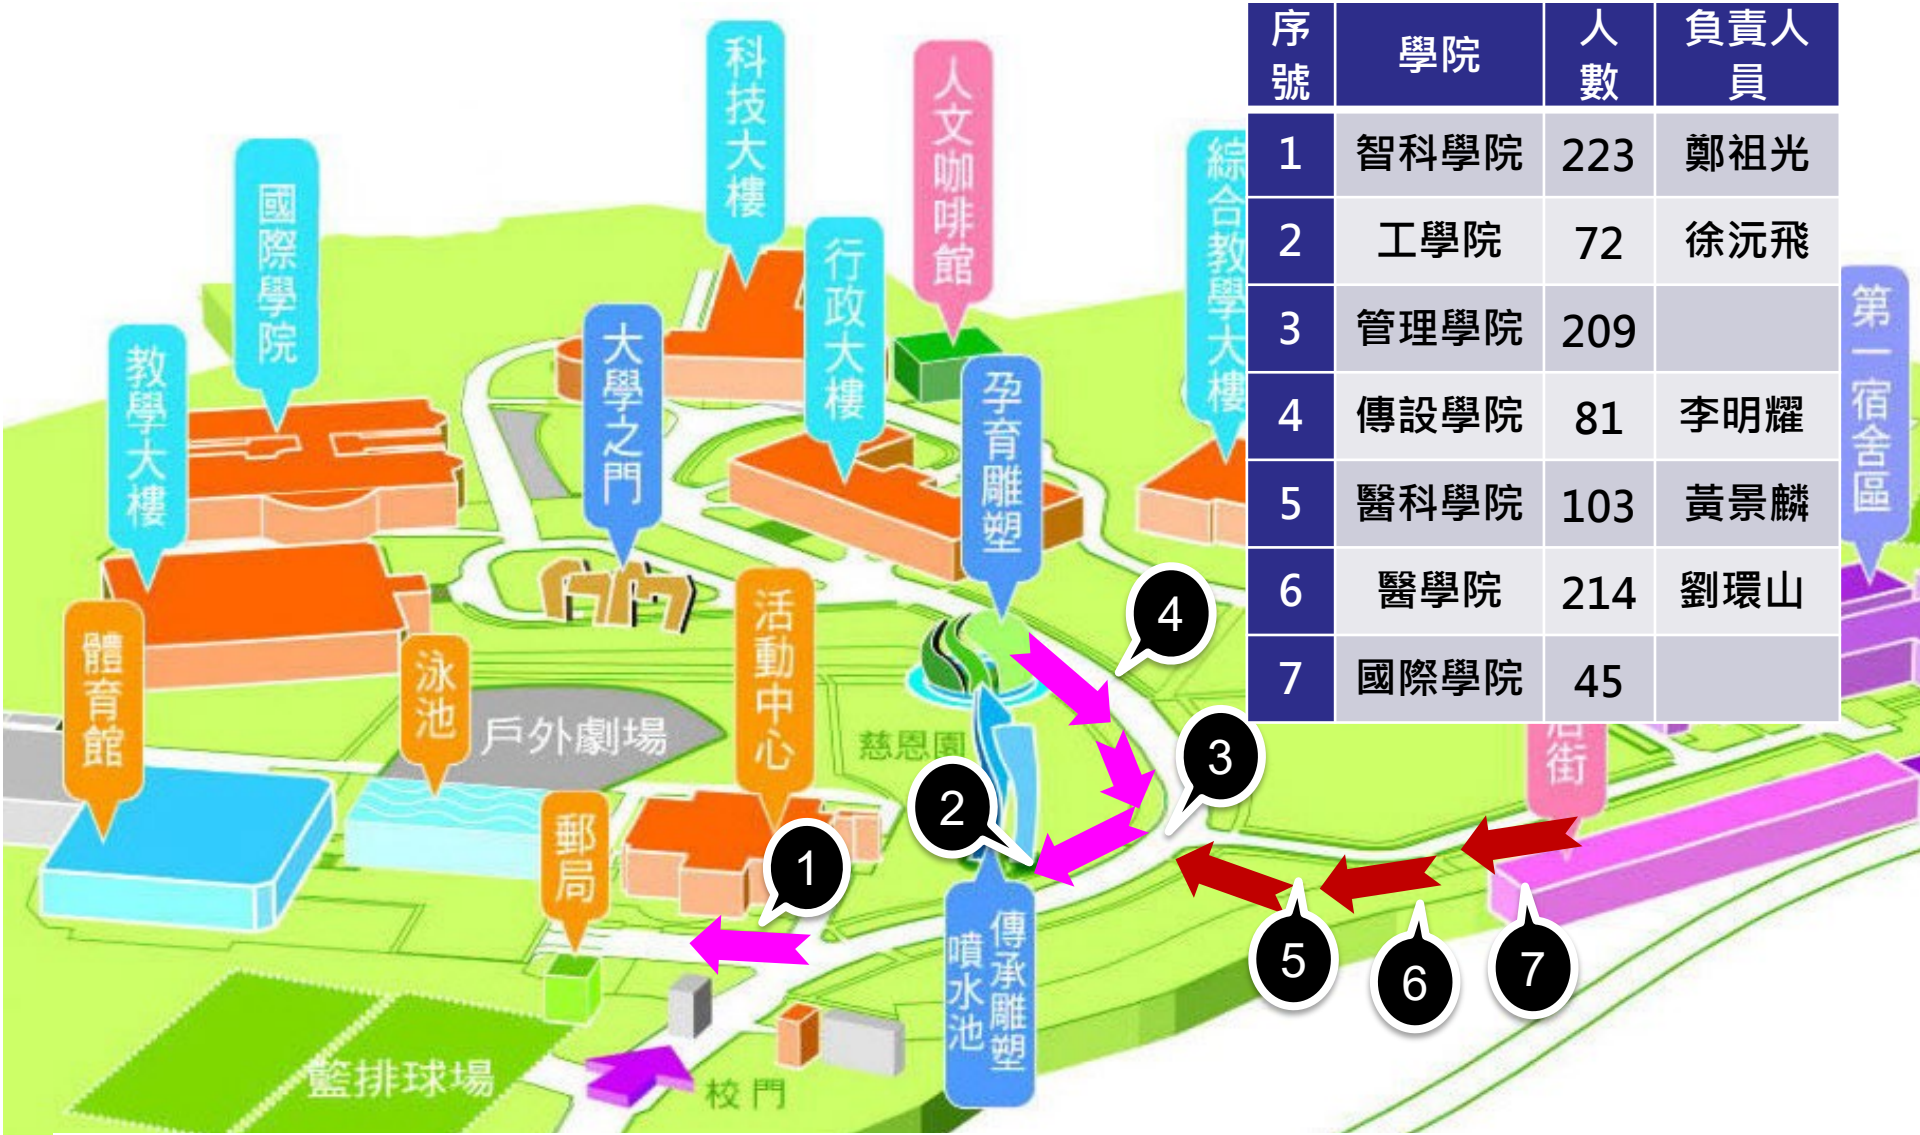 序號 學院 人數 負責人員
1 智科學院 223 鄭祖光
2 工學院 72 徐沅飛
3 管理學院 209
4 傳設學院 81 李明耀
5 醫科學院 103 黃景麟
6 醫學院 214 劉環山
7 國際學院 45
科技大樓
人文咖啡館
國際學院
行政大樓
綜合教學大樓
第一宿舍區
教學大樓
大學之門
孕育雕塑
體育館
泳池
活動中心
戶外劇場
慈恩園
街
郵局
傳承雕塑
噴水池
籃排球場
校門
4
3
2
1
5
6
7